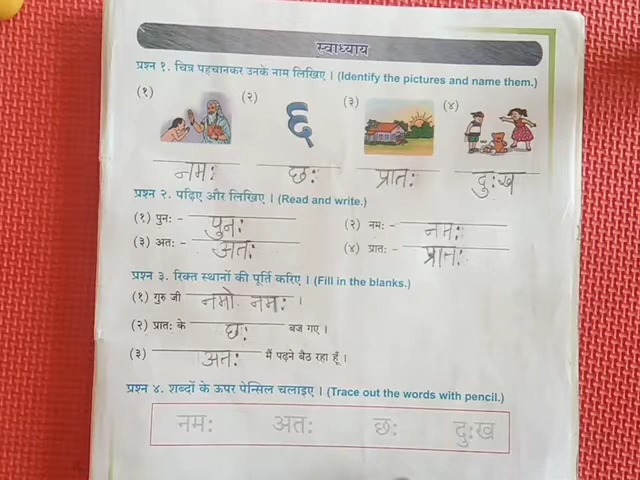 स्वाध्याय
प्रश्न १. चित्र पहचानकर उनके नाम लिखिए । (Identify the pictures and name them.)
(१) (२) ६ (३) (४)
नमः छः प्रातः दुःख
प्रश्न २. पढ़िए और लिखिए । (Read and write.)
(१) पुनः - पुनः (२) नमः - नमः
(३) अतः - अतः (४) प्रातः - प्रातः
प्रश्न ३. रिक्त स्थानों की पूर्ति करिए । (Fill in the blanks.)
(१) गुरु जी नमो नमः ।
(२) प्रातः के छः बज गए ।
(३) अतः मैं पढ़ने बैठ रहा हूँ ।
प्रश्न ४. शब्दों के ऊपर पेन्सिल चलाइए । (Trace out the words with pencil.)
नमः अतः छः दुःख